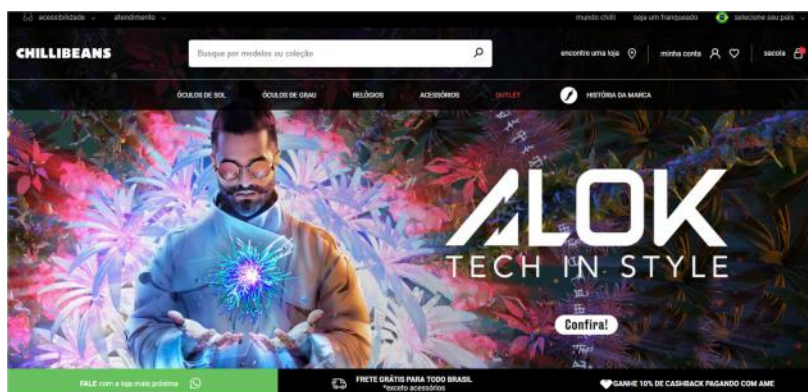 acessibilidade
atendimento
mundo chilli
seja um franqueado
selecione seu país
CHILLIBEANS
Busque por modelos ou coleção
encontre uma loja
minha conta
sacola
ÓCULOS DE SOL
ÓCULOS DE GRAU
RELÓGIOS
ACESSÓRIOS
OUTLET
HISTÓRIA DA MARCA
ALOK
TECH IN STYLE
Confira!
FALE com a loja mais próxima
FRETE GRÁTIS PARA TODO BRASIL
*exceto acessórios
GANHE 10% DE CASHBACK PAGANDO COM AME